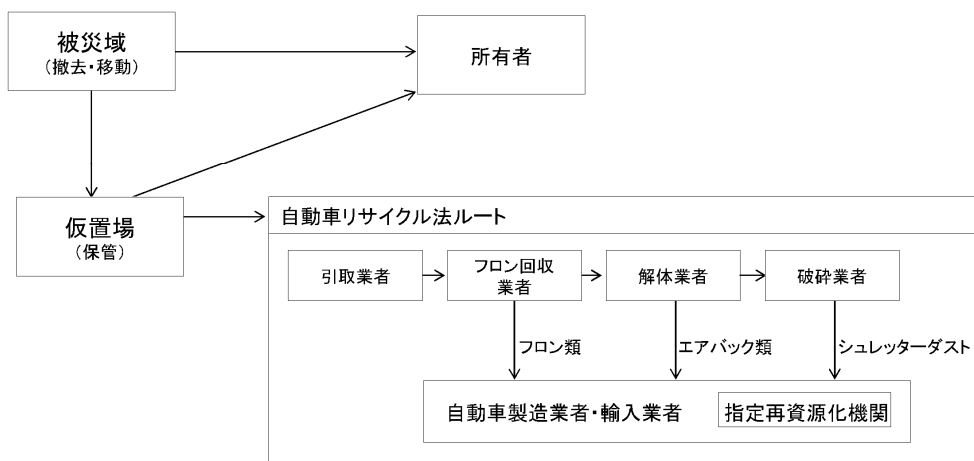 被災域
（撤去・移動）
所有者
仮置場
（保管）
自動車リサイクル法ルート
引取業者
フロン回収
業者
解体業者
破砕業者
フロン類
エアバック類
シュレッターダスト
自動車製造業者・輸入業者
指定再資源化機関